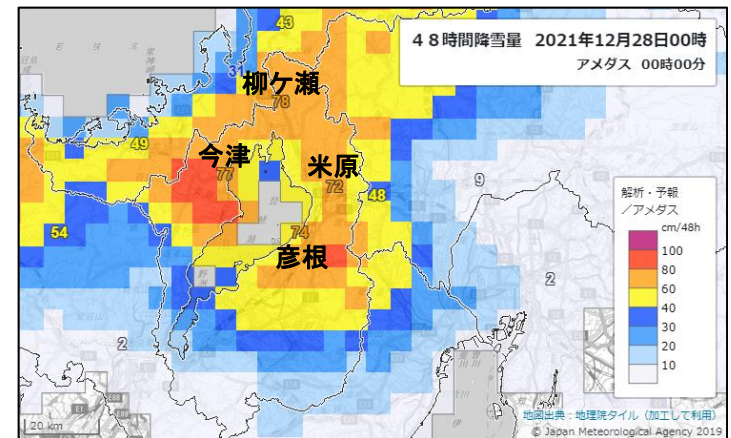 48時間降雪量 2021年12月28日00時
アメダス 00時00分
43
31
柳ケ瀬
78
49
今津
77
米原
72
48
9
54
74
彦根
2
2
解析・予報
/アメダス
cm/48h
100
80
60
40
30
20
10
20 km
地図出典:地理院タイル(加工して利用)
© Japan Meteorological Agency 2019